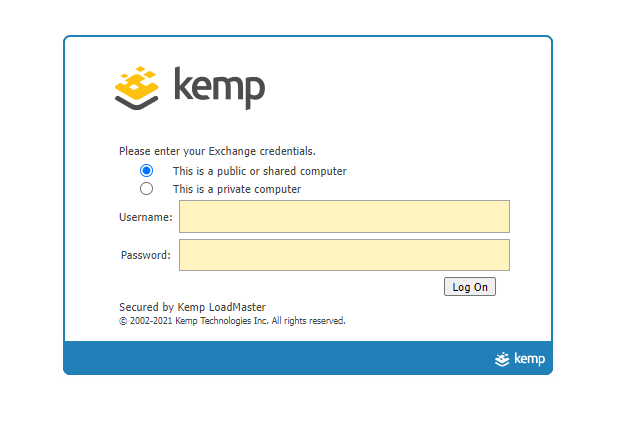 kemp
Please enter your Exchange credentials.
This is a public or shared computer
This is a private computer
Username:
Password:
Log On
Secured by Kemp LoadMaster
© 2002-2021 Kemp Technologies Inc. All rights reserved.
kemp